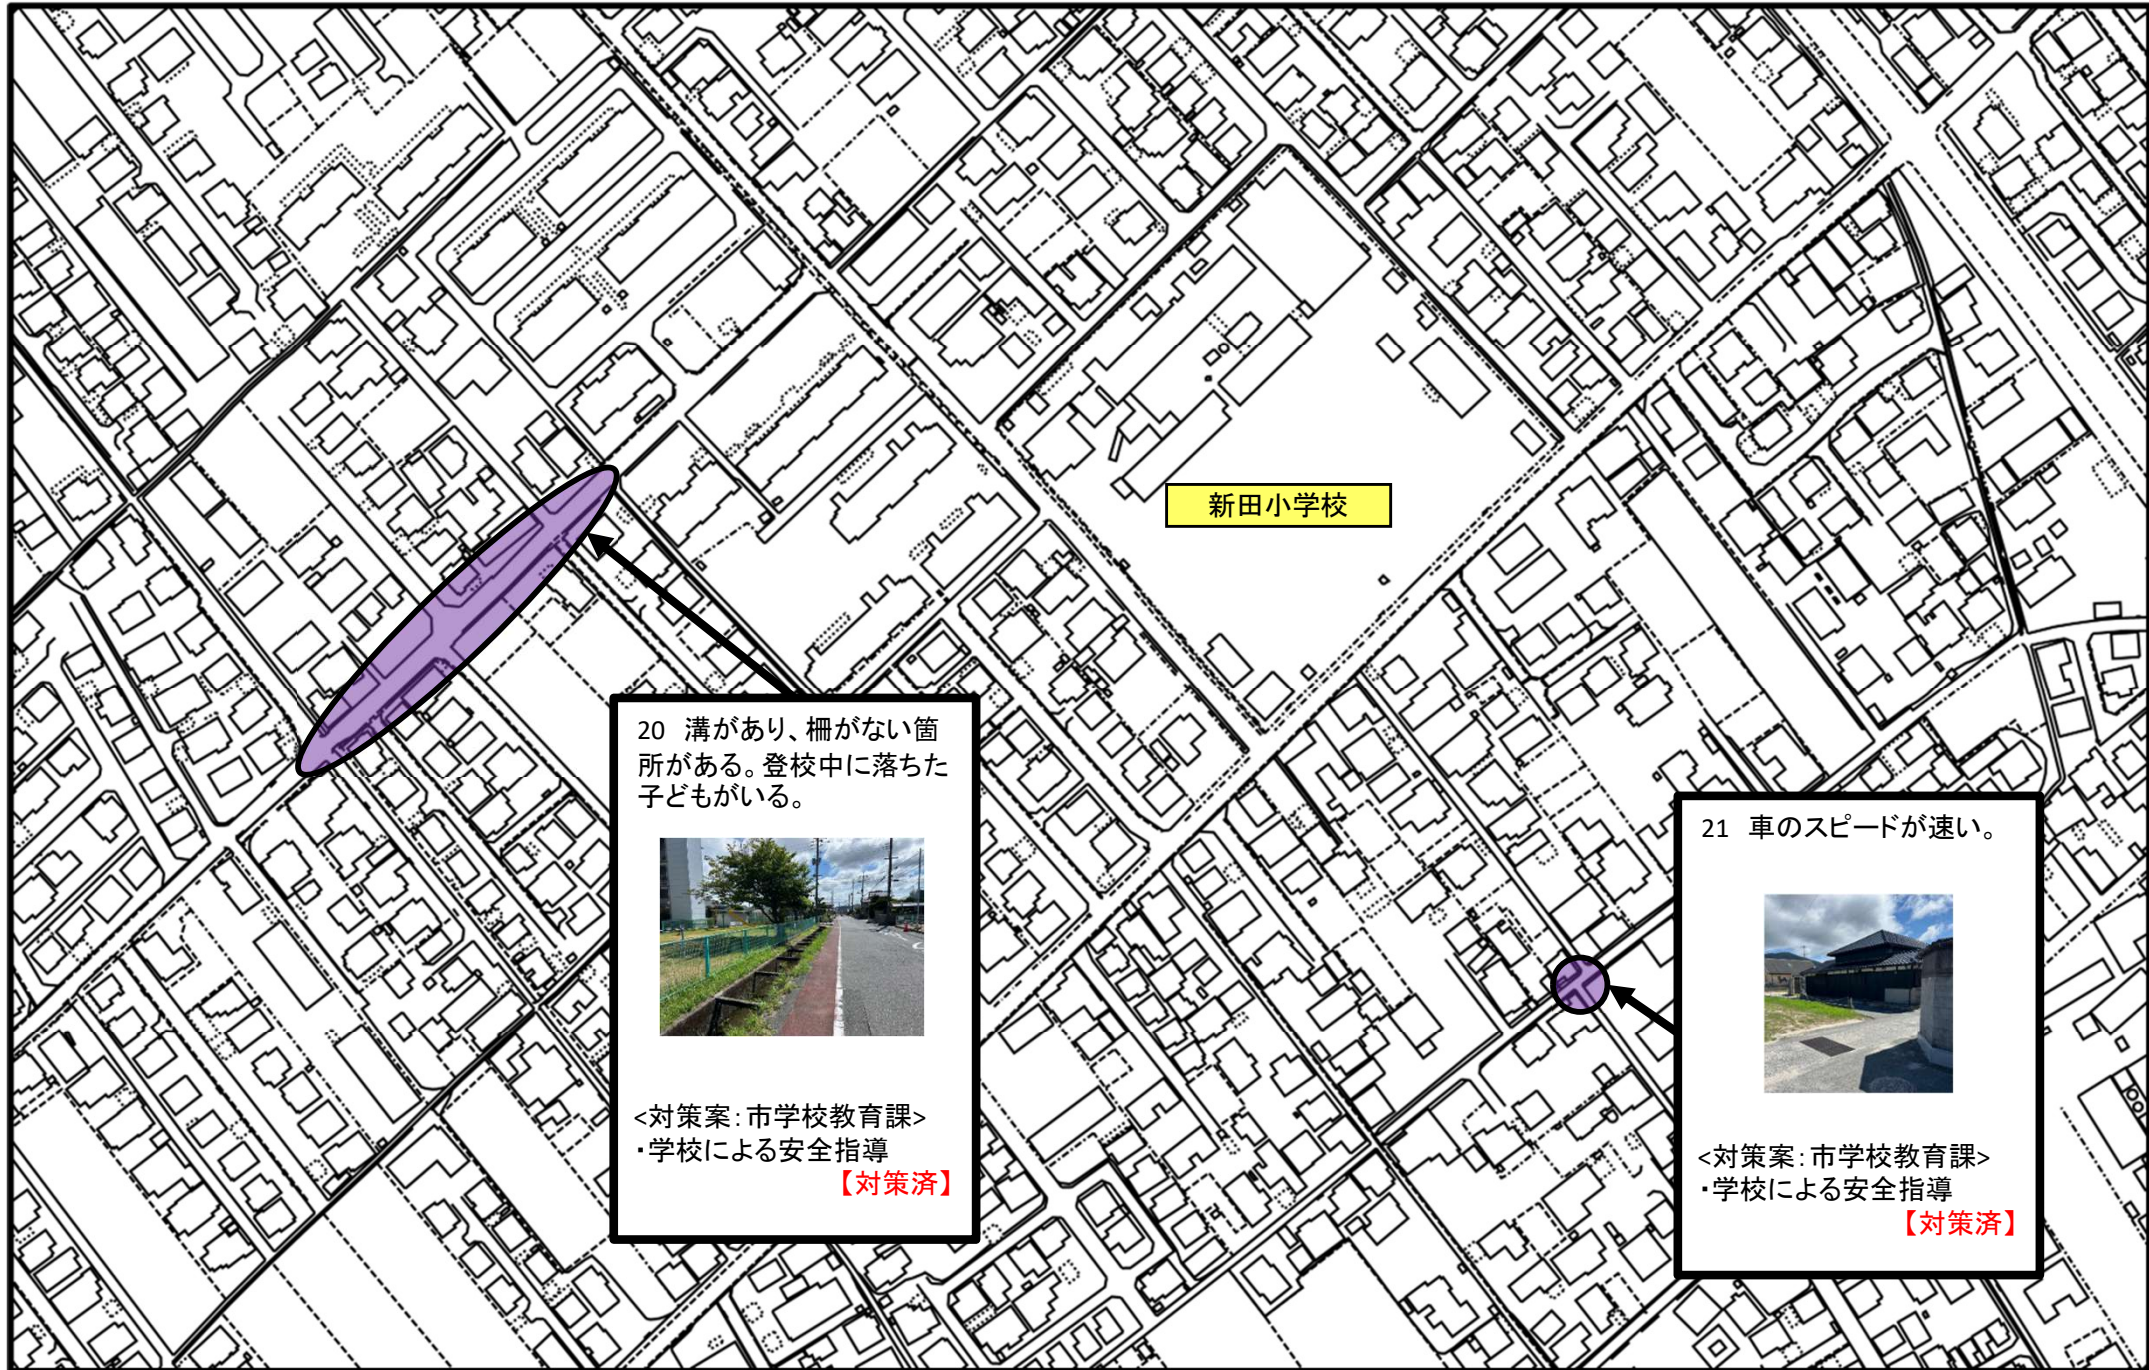 新田小学校
20 溝があり、柵がない箇
所がある。登校中に落ちた
子どもがいる。
<対策案:市学校教育課>
・学校による安全指導
【対策済】
21 車のスピードが速い。
<対策案:市学校教育課>
・学校による安全指導
【対策済】